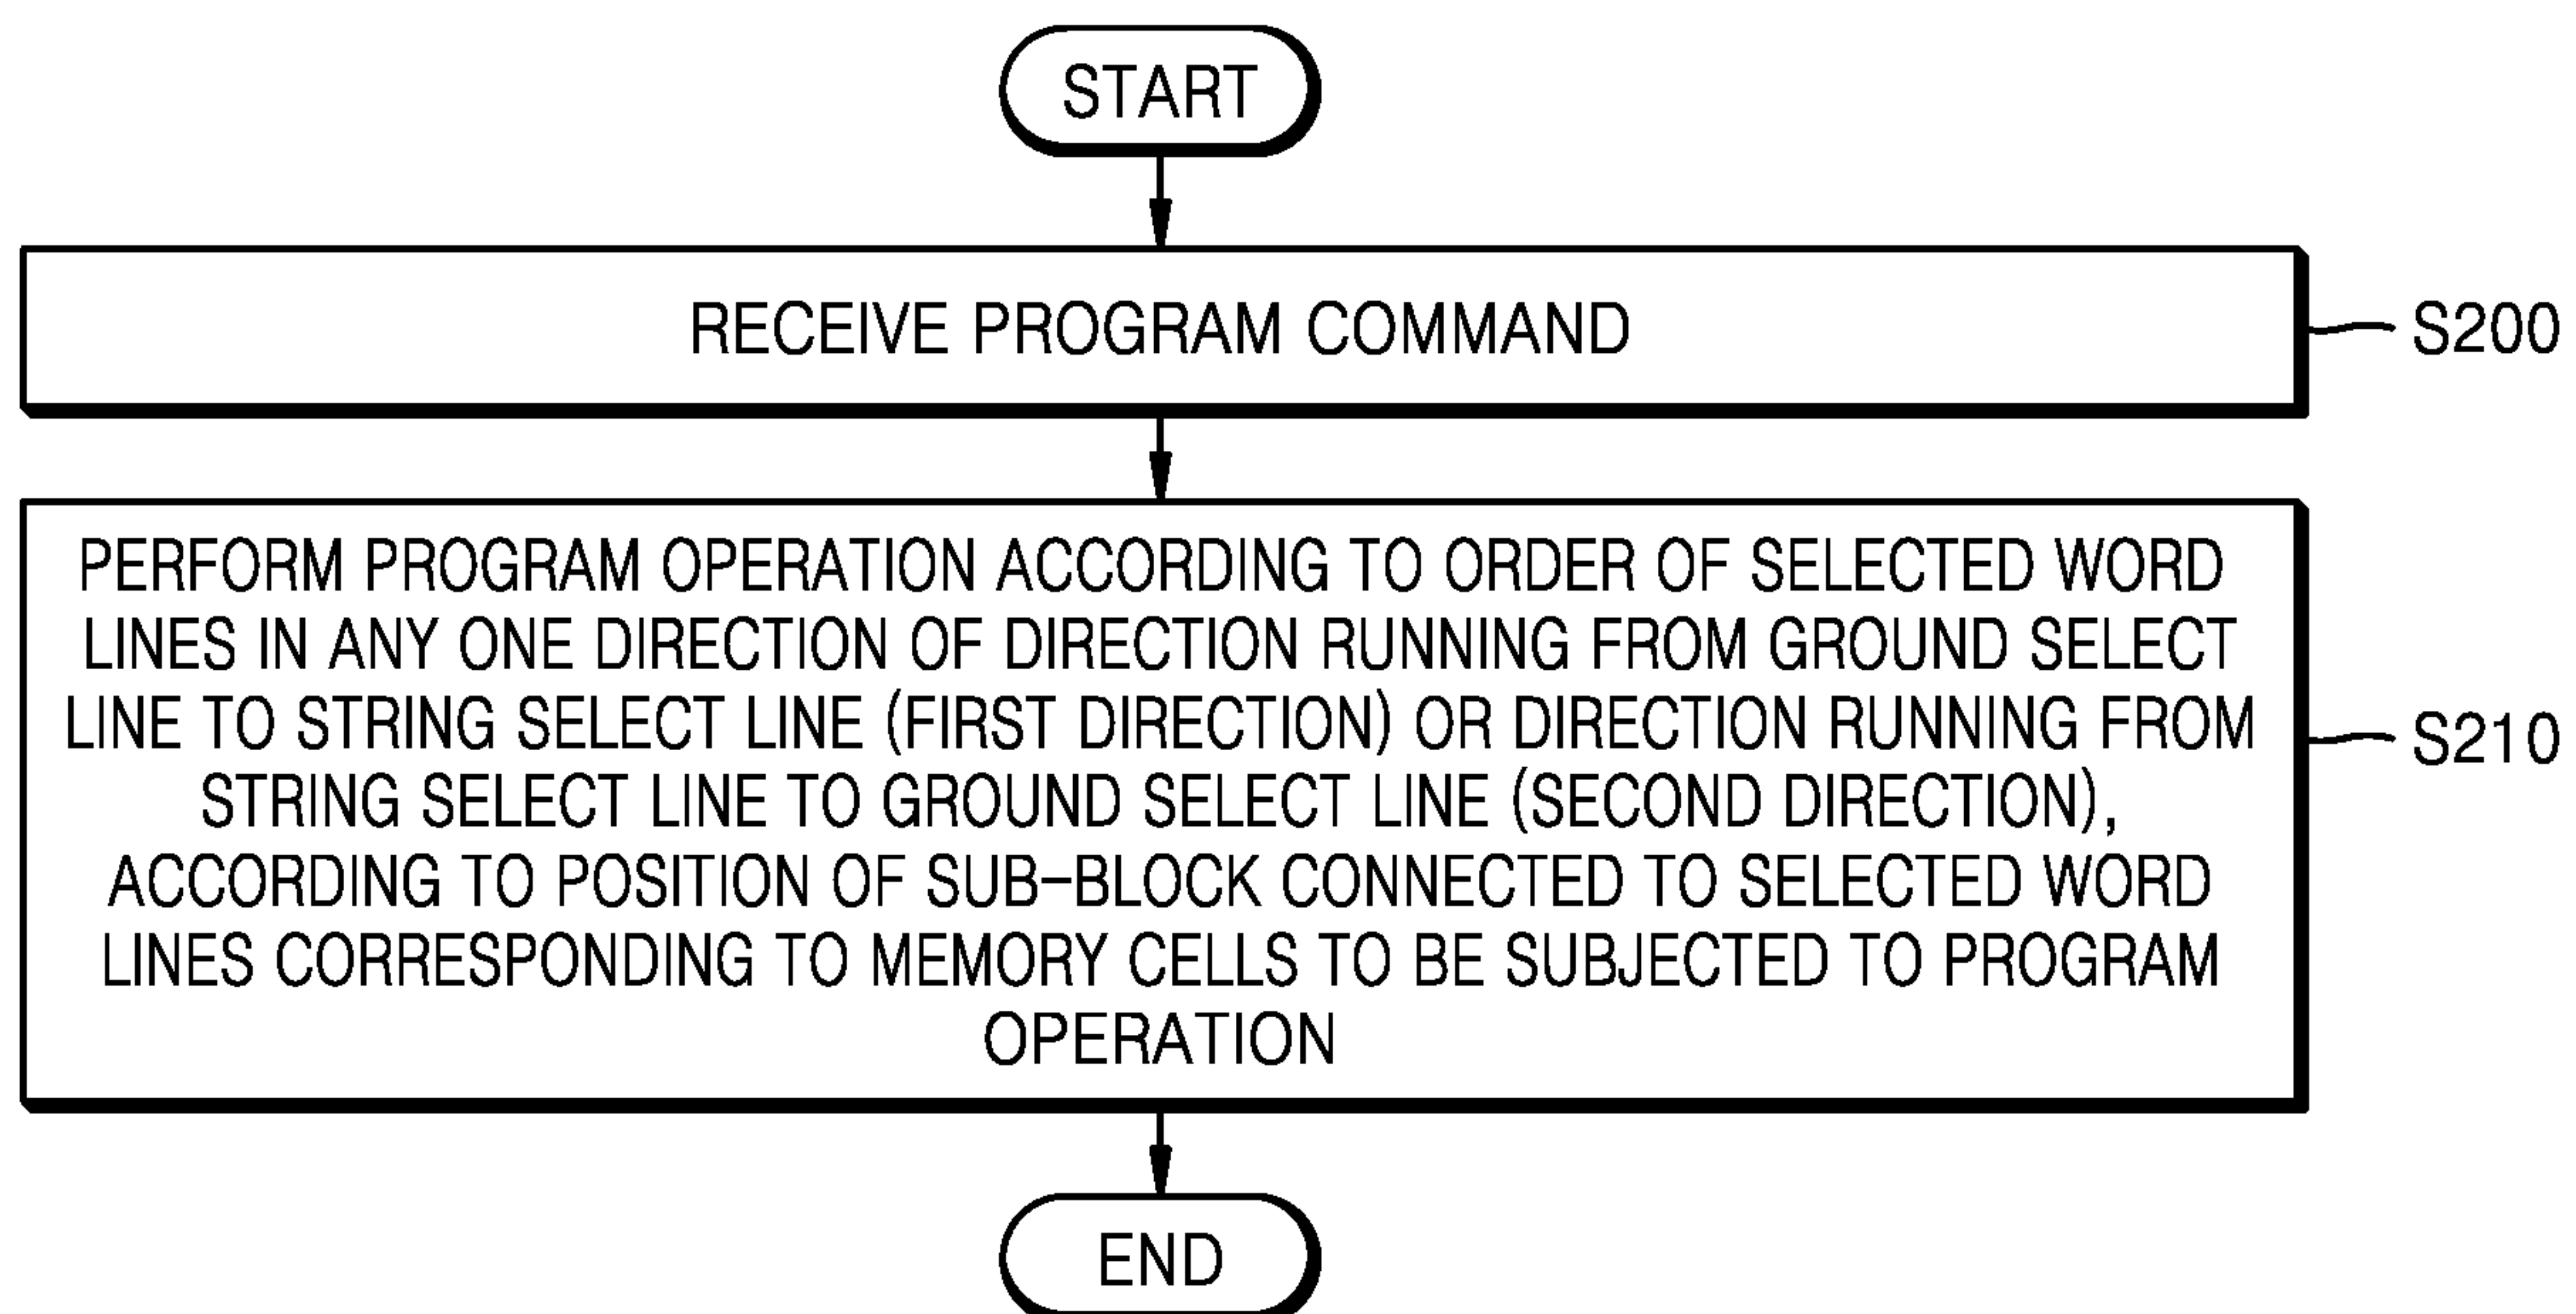 START
RECEIVE PROGRAM COMMAND
S200
PERFORM PROGRAM OPERATION ACCORDING TO ORDER OF SELECTED WORD
LINES IN ANY ONE DIRECTION OF DIRECTION RUNNING FROM GROUND SELECT
LINE TO STRING SELECT LINE (FIRST DIRECTION) OR DIRECTION RUNNING FROM
STRING SELECT LINE TO GROUND SELECT LINE (SECOND DIRECTION),
ACCORDING TO POSITION OF SUB-BLOCK CONNECTED TO SELECTED WORD
LINES CORRESPONDING TO MEMORY CELLS TO BE SUBJECTED TO PROGRAM
OPERATION
S210
END